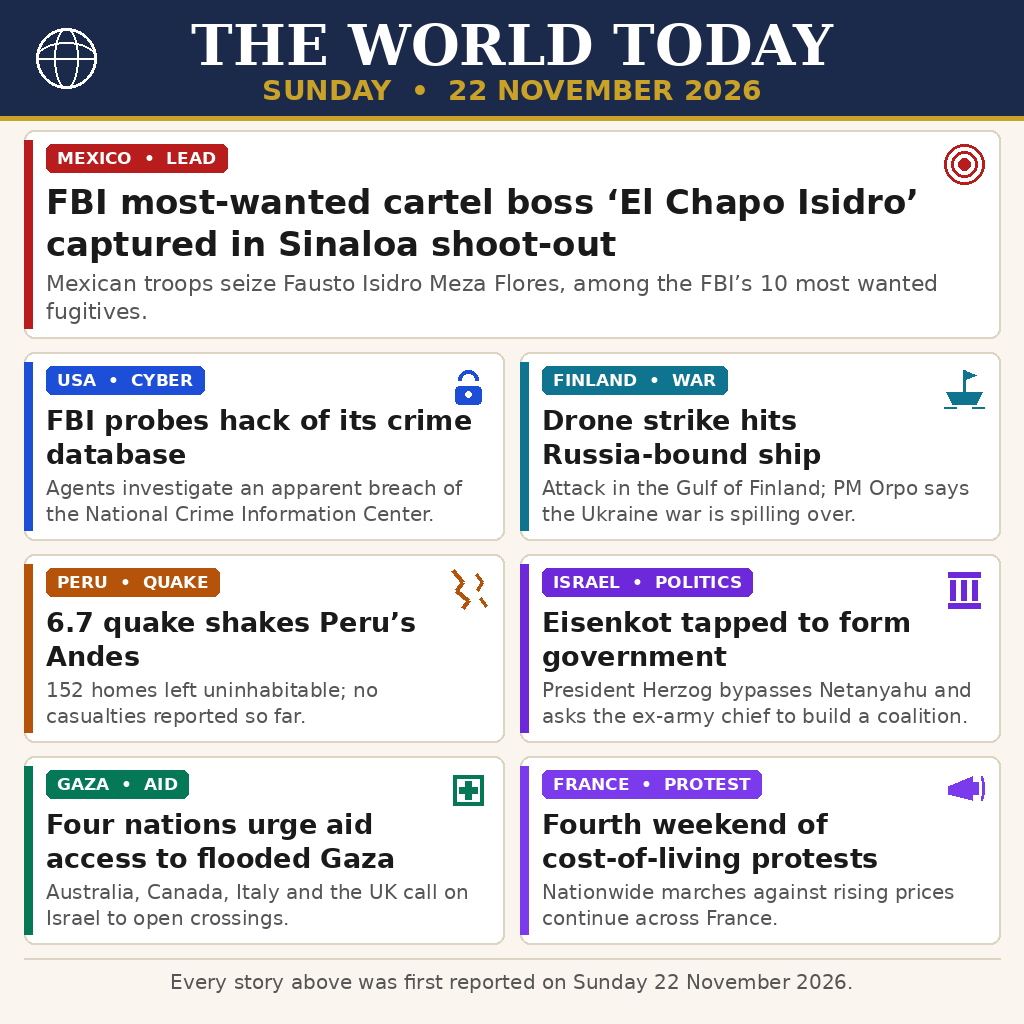 THE WORLD TODAY
SUNDAY • 22 NOVEMBER 2026
MEXICO • LEAD
FBI most-wanted cartel boss ‘El Chapo Isidro’
captured in Sinaloa shoot-out
Mexican troops seize Fausto Isidro Meza Flores, among the FBI’s 10 most wanted
fugitives.
USA • CYBER
FBI probes hack of its crime
database
Agents investigate an apparent breach of
the National Crime Information Center.
FINLAND • WAR
Drone strike hits
Russia-bound ship
Attack in the Gulf of Finland; PM Orpo says
the Ukraine war is spilling over.
PERU • QUAKE
6.7 quake shakes Peru’s
Andes
152 homes left uninhabitable; no
casualties reported so far.
ISRAEL • POLITICS
Eisenkot tapped to form
government
President Herzog bypasses Netanyahu and
asks the ex-army chief to build a coalition.
GAZA • AID
Four nations urge aid
access to flooded Gaza
Australia, Canada, Italy and the UK call on
Israel to open crossings.
FRANCE • PROTEST
Fourth weekend of
cost-of-living protests
Nationwide marches against rising prices
continue across France.
Every story above was first reported on Sunday 22 November 2026.